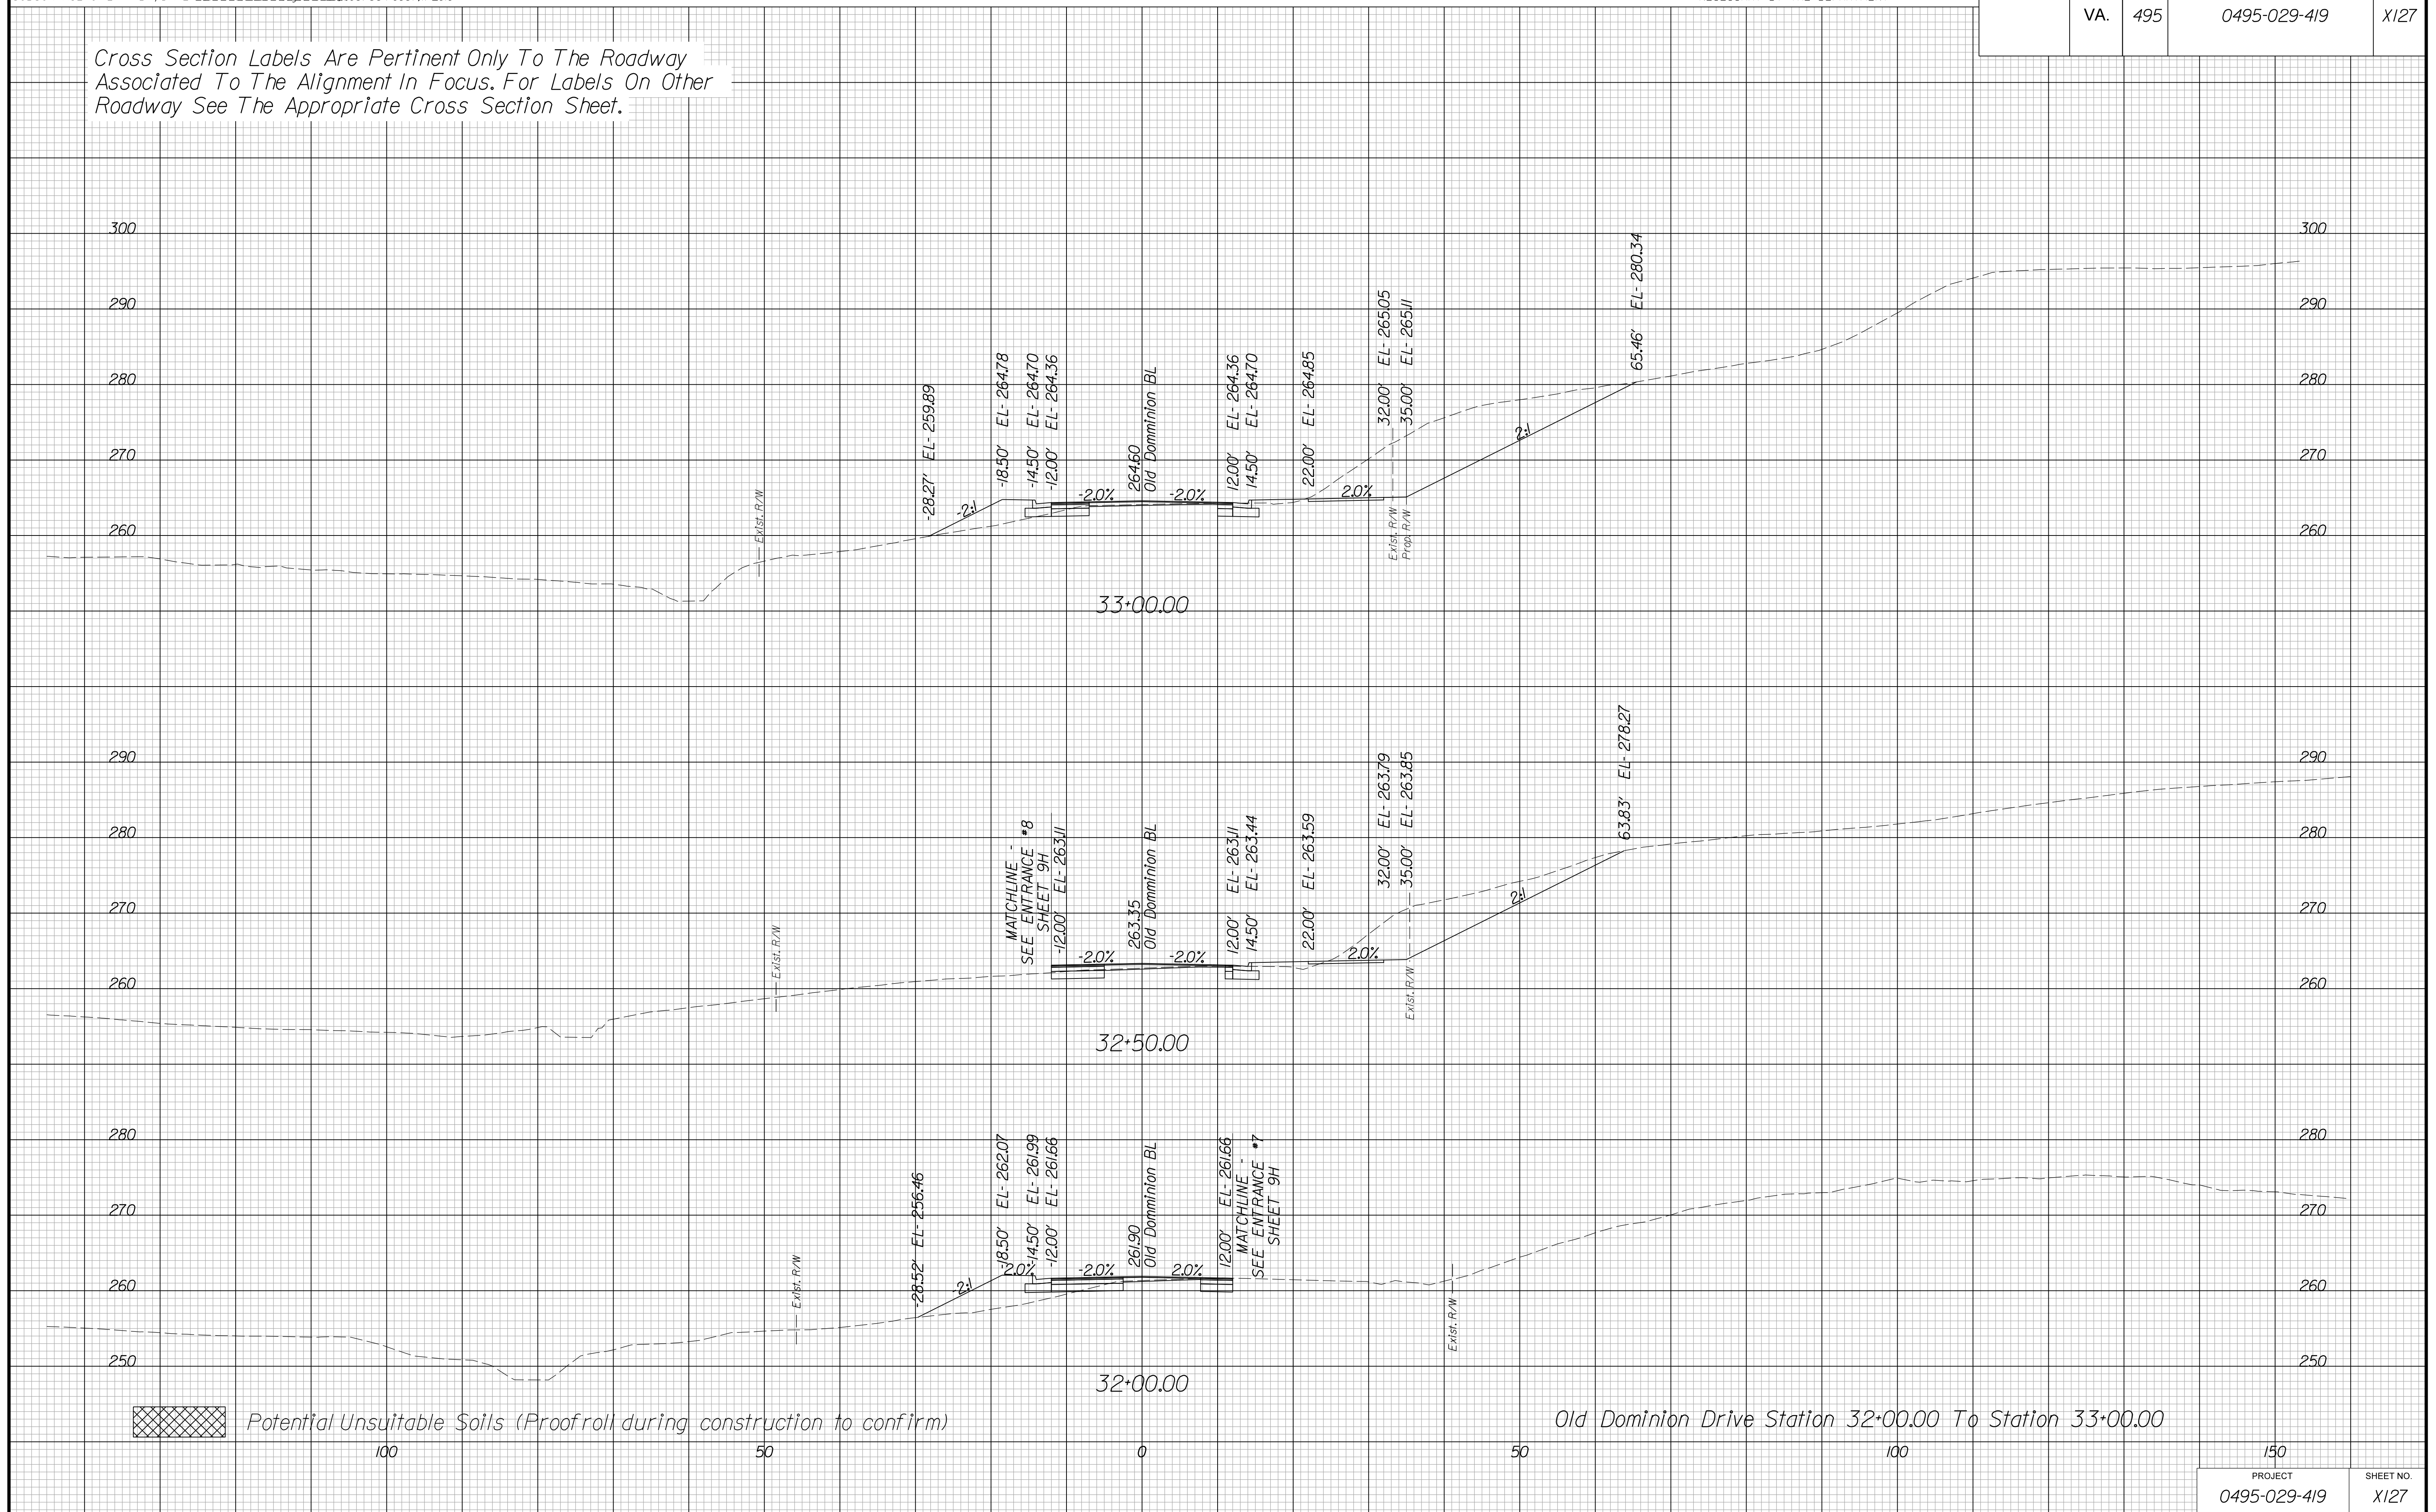 VA. 495 0495-029-419 X127
Cross Section Labels Are Pertinent Only To The Roadway
Associated To The Alignment In Focus. For Labels On Other
Roadway See The Appropriate Cross Section Sheet.
300 300
290 290
280 280
270 270
260 260
-28.27' EL- 259.89
-18.50' EL- 264.78
-14.50' EL- 264.70
-12.00' EL- 264.36
264.60
Old Domminion BL
12.00' EL- 264.36
14.50' EL- 264.70
22.00' EL- 264.85
32.00' EL- 265.05
35.00' EL- 265.11
65.46' EL- 280.34
-2:1
-2.0%
-2.0%
2.0%
2:1
Exist. R/W
Exist. R/W
Prop. R/W
33+00.00
290 290
280 280
270 270
260 260
MATCHLINE -
SEE ENTRANCE #8
SHEET 9H
-12.00' EL- 263.11
263.35
Old Domminion BL
12.00' EL- 263.11
14.50' EL- 263.44
22.00' EL- 263.59
32.00' EL- 263.79
35.00' EL- 263.85
63.83' EL- 278.27
-2.0%
-2.0%
2.0%
2:1
Exist. R/W
Exist. R/W
32+50.00
280 280
270 270
260 260
250 250
-28.52' EL- 256.46
-18.50' EL- 262.07
-14.50' EL- 261.99
-12.00' EL- 261.66
261.90
Old Domminion BL
12.00' EL- 261.66
MATCHLINE -
SEE ENTRANCE #7
SHEET 9H
-2:1
2.0%
-2.0%
2.0%
Exist. R/W
Exist. R/W
32+00.00
Potential Unsuitable Soils (Proofroll during construction to confirm)
Old Dominion Drive Station 32+00.00 To Station 33+00.00
100 50 0 50 100 150
PROJECT SHEET NO.
0495-029-419 X127